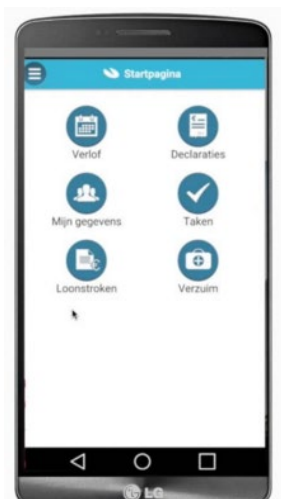 Startpagina
Verlof
Declaraties
Mijn gegevens
Taken
Loonstroken
Verzuim
LG